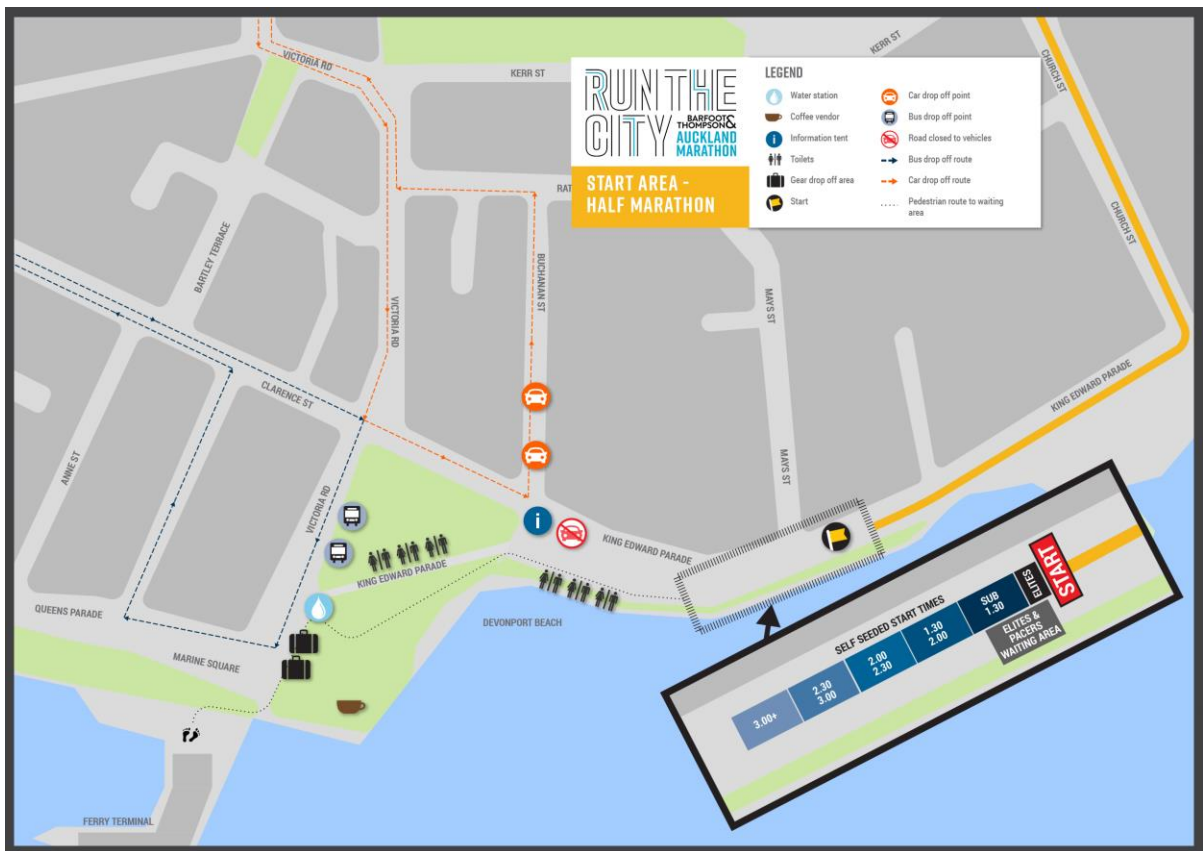 RUN THE
CITY
BARFOOT &
THOMPSON
AUCKLAND
MARATHON
START AREA -
HALF MARATHON
LEGEND
Water station
Coffee vendor
i
Information tent
Toilets
Gear drop off area
Start
Car drop off point
Bus drop off point
Road closed to vehicles
Bus drop off route
Car drop off route
Pedestrian route to waiting
area
VICTORIA RD
KERR ST
KERR ST
CHURCH ST
CHURCH ST
BARTLEY TERRACE
VICTORIA RD
BUCHANAN ST
MAYS ST
MAYS ST
CLARENCE ST
ANNE ST
VICTORIA RD
KING EDWARD PARADE
i
KING EDWARD PARADE
KING EDWARD PARADE
QUEENS PARADE
MARINE SQUARE
DEVONPORT BEACH
FERRY TERMINAL
SELF SEEDED START TIMES
3.00+
2.30
3.00
2.00
2.30
1.30
2.00
SUB
1.30
ELITES
START
ELITES &
PACERS
WAITING AREA